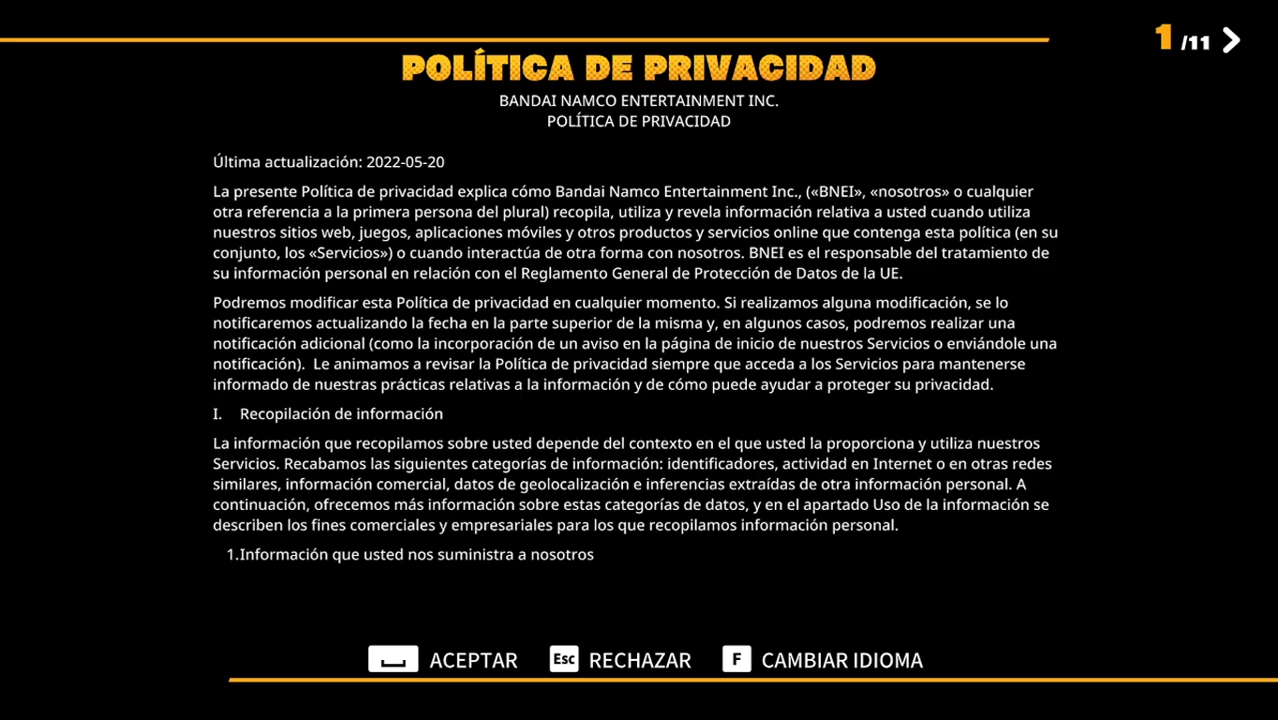 1 /11
POLÍTICA DE PRIVACIDAD
BANDAI NAMCO ENTERTAINMENT INC.
POLÍTICA DE PRIVACIDAD
Última actualización: 2022-05-20
La presente Política de privacidad explica cómo Bandai Namco Entertainment Inc., («BNEI», «nosotros» o cualquier
otra referencia a la primera persona del plural) recopila, utiliza y revela información relativa a usted cuando utiliza
nuestros sitios web, juegos, aplicaciones móviles y otros productos y servicios online que contenga esta política (en su
conjunto, los «Servicios») o cuando interactúa de otra forma con nosotros. BNEI es el responsable del tratamiento de
su información personal en relación con el Reglamento General de Protección de Datos de la UE.
Podremos modificar esta Política de privacidad en cualquier momento. Si realizamos alguna modificación, se lo
notificaremos actualizando la fecha en la parte superior de la misma y, en algunos casos, podremos realizar una
notificación adicional (como la incorporación de un aviso en la página de inicio de nuestros Servicios o enviándole una
notificación).  Le animamos a revisar la Política de privacidad siempre que acceda a los Servicios para mantenerse
informado de nuestras prácticas relativas a la información y de cómo puede ayudar a proteger su privacidad.
I. Recopilación de información
La información que recopilamos sobre usted depende del contexto en el que usted la proporciona y utiliza nuestros
Servicios. Recabamos las siguientes categorías de información: identificadores, actividad en Internet o en otras redes
similares, información comercial, datos de geolocalización e inferencias extraídas de otra información personal. A
continuación, ofrecemos más información sobre estas categorías de datos, y en el apartado Uso de la información se
describen los fines comerciales y empresariales para los que recopilamos información personal.
1.Información que usted nos suministra a nosotros
ACEPTAR Esc RECHAZAR F CAMBIAR IDIOMA